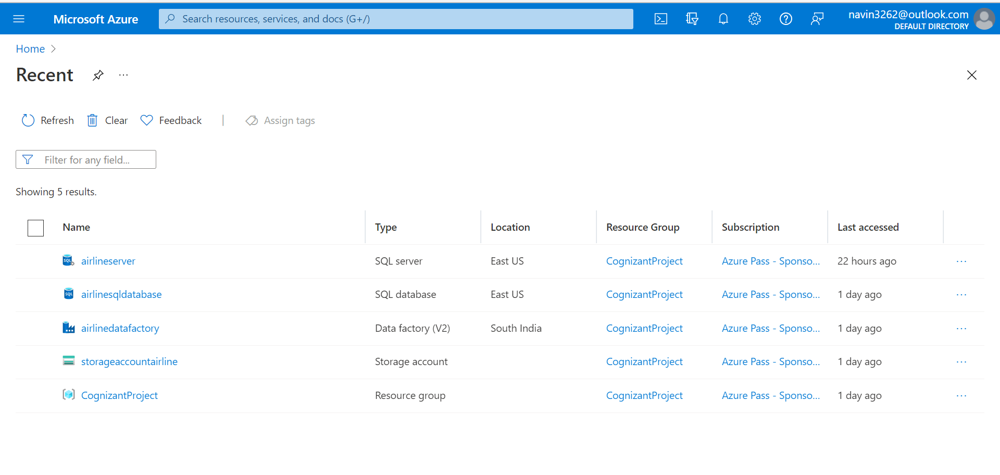 Microsoft Azure
Search resources, services, and docs (G+/)
navin3262@outlook.com
DEFAULT DIRECTORY
Home
Recent
Refresh Clear Feedback | Assign tags
Filter for any field...
Showing 5 results.
Name Type Location Resource Group Subscription Last accessed
airlineserver SQL server East US CognizantProject Azure Pass - Sponso... 22 hours ago
airlinesqldatabase SQL database East US CognizantProject Azure Pass - Sponso... 1 day ago
airlinedatafactory Data factory (V2) South India CognizantProject Azure Pass - Sponso... 1 day ago
storageaccountairline Storage account CognizantProject Azure Pass - Sponso... 1 day ago
CognizantProject Resource group CognizantProject Azure Pass - Sponso... 1 day ago